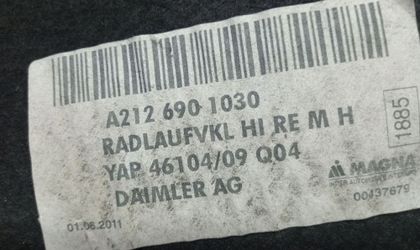 A212 690 1030
RADLAUFVKL HI RE M H
YAP 46104/09 Q04
DAIMLER AG
1885
MAGNA
00437679
01.06.2011